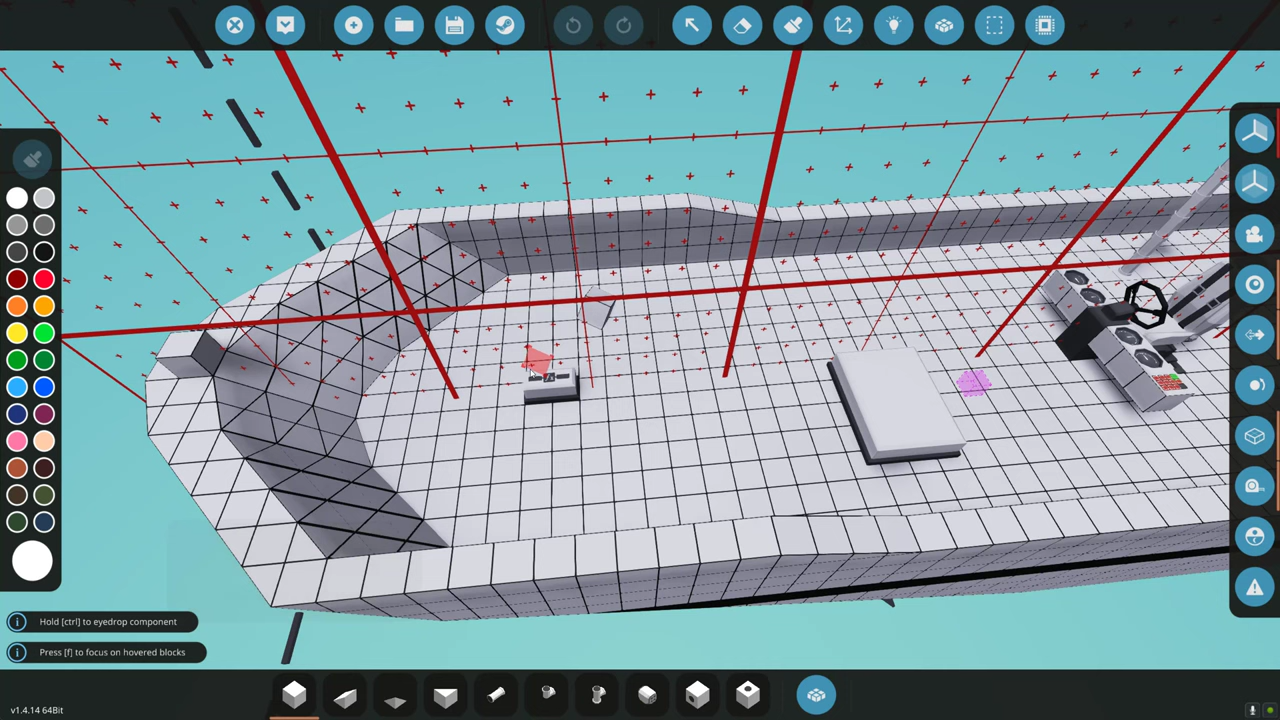 Hold [ctrl] to eyedrop component
Press [f] to focus on hovered blocks
v1.4.14 64Bit